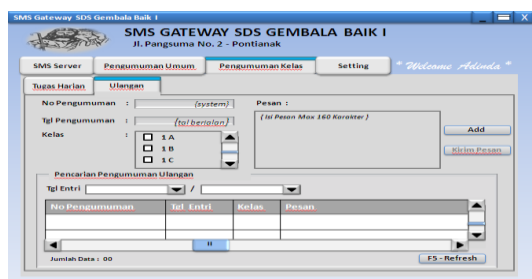 SMS Gateway SDS Gembala Baik I
X
SMS GATEWAY SDS GEMBALA BAIK I
Jl. Pangsuma No. 2 - Pontianak
SMS Server
Pengumuman Umum
Pengumuman Kelas
Setting
* Welcome Adinda *
Tugas Harian
Ulangan
No Pengumuman : (system)
Pesan :
Tgl Pengumuman : (tgl berjalan)
( Isi Pesan Max 160 Karakter )
Kelas :
1 A
1 B
1 C
Add
Kirim Pesan
Pencarian Pengumuman Ulangan
Tgl Entri /
No Pengumuman Tgl Entri Kelas Pesan
Jumlah Data : 00
F5 - Refresh